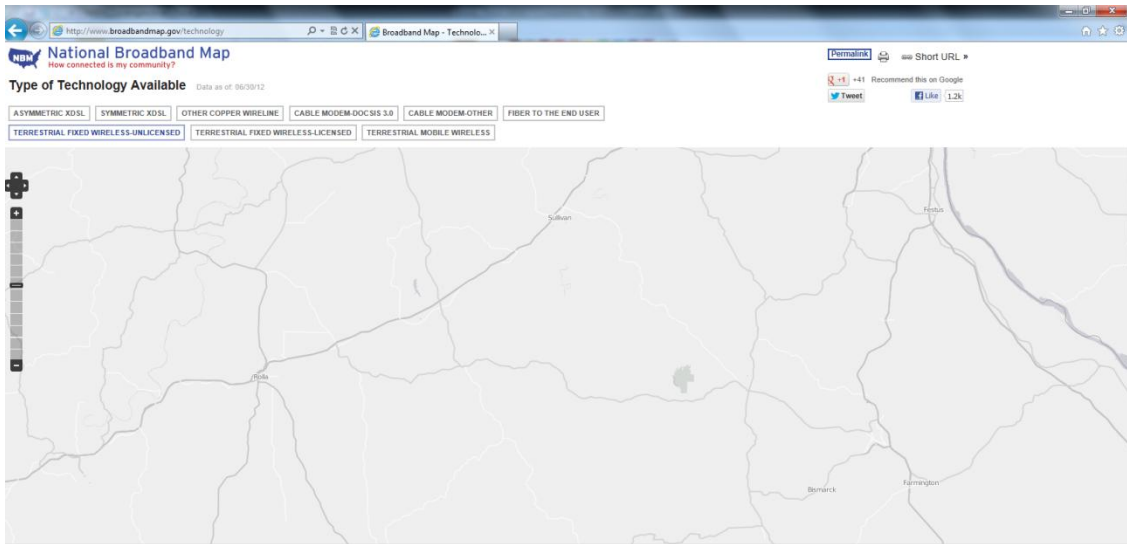 http://www.broadbandmap.gov/technology
Broadband Map - Technolo...
NBM
National Broadband Map
How connected is my community?
Permalink
Short URL »
Type of Technology Available
Data as of: 06/30/12
+1
+41
Recommend this on Google
Tweet
Like
1.2k
ASYMMETRIC XDSL
SYMMETRIC XDSL
OTHER COPPER WIRELINE
CABLE MODEM-DOCSIS 3.0
CABLE MODEM-OTHER
FIBER TO THE END USER
TERRESTRIAL FIXED WIRELESS-UNLICENSED
TERRESTRIAL FIXED WIRELESS-LICENSED
TERRESTRIAL MOBILE WIRELESS
Festus
Sullivan
Rolla
Farmington
Bismarck